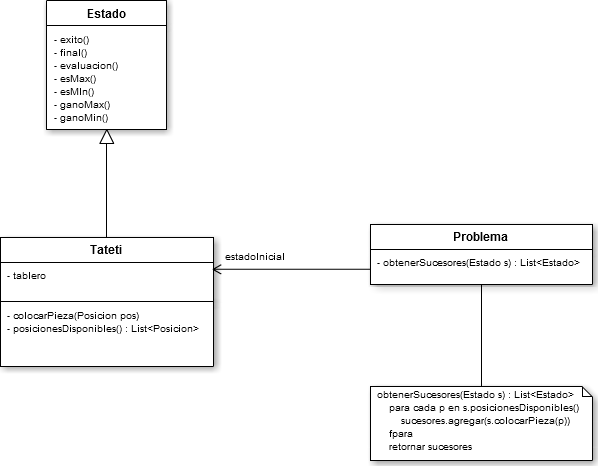 Estado
- exito()
- final()
- evaluacion()
- esMax()
- esMIn()
- ganoMax()
- ganoMin()
Tateti
- tablero
- colocarPieza(Posicion pos)
- posicionesDisponibles() : List<Posicion>
estadoInicial
Problema
- obtenerSucesores(Estado s) : List<Estado>
obtenerSucesores(Estado s) : List<Estado>
para cada p en s.posicionesDisponibles()
sucesores.agregar(s.colocarPieza(p))
fpara
retornar sucesores